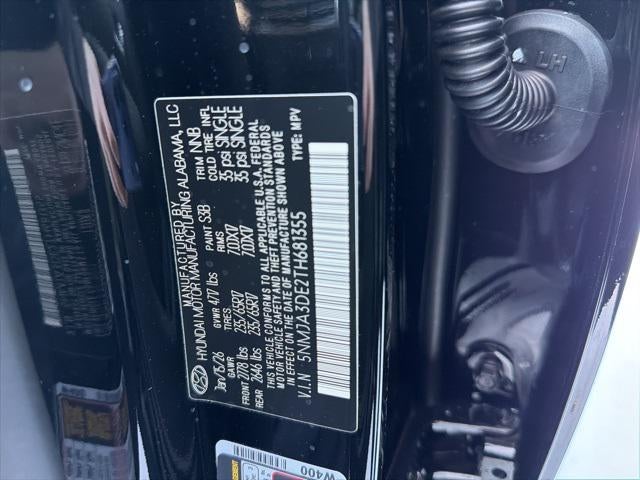 MANUFACTURED BY
HYUNDAI MOTOR MANUFACTURING ALABAMA, LLC
Jan/15/26 GVWR 4717 lbs PAINT S3B TRIM NNB
GAWR TIRES RIMS COLD TIRE INFL
FRONT 2778 lbs 235/65R17 7.0JX17 35 psi SINGLE
REAR 2646 lbs 235/65R17 7.0JX17 35 psi SINGLE
THIS VEHICLE CONFORMS TO ALL APPLICABLE U.S.A. FEDERAL
MOTOR VEHICLE SAFETY, THEFT PREVENTION STANDARDS
IN EFFECT ON THE DATE OF MANUFACTURE SHOWN ABOVE
V.I.N 5NMJA3DE2TH681355 TYPE: MPV
LH
W400